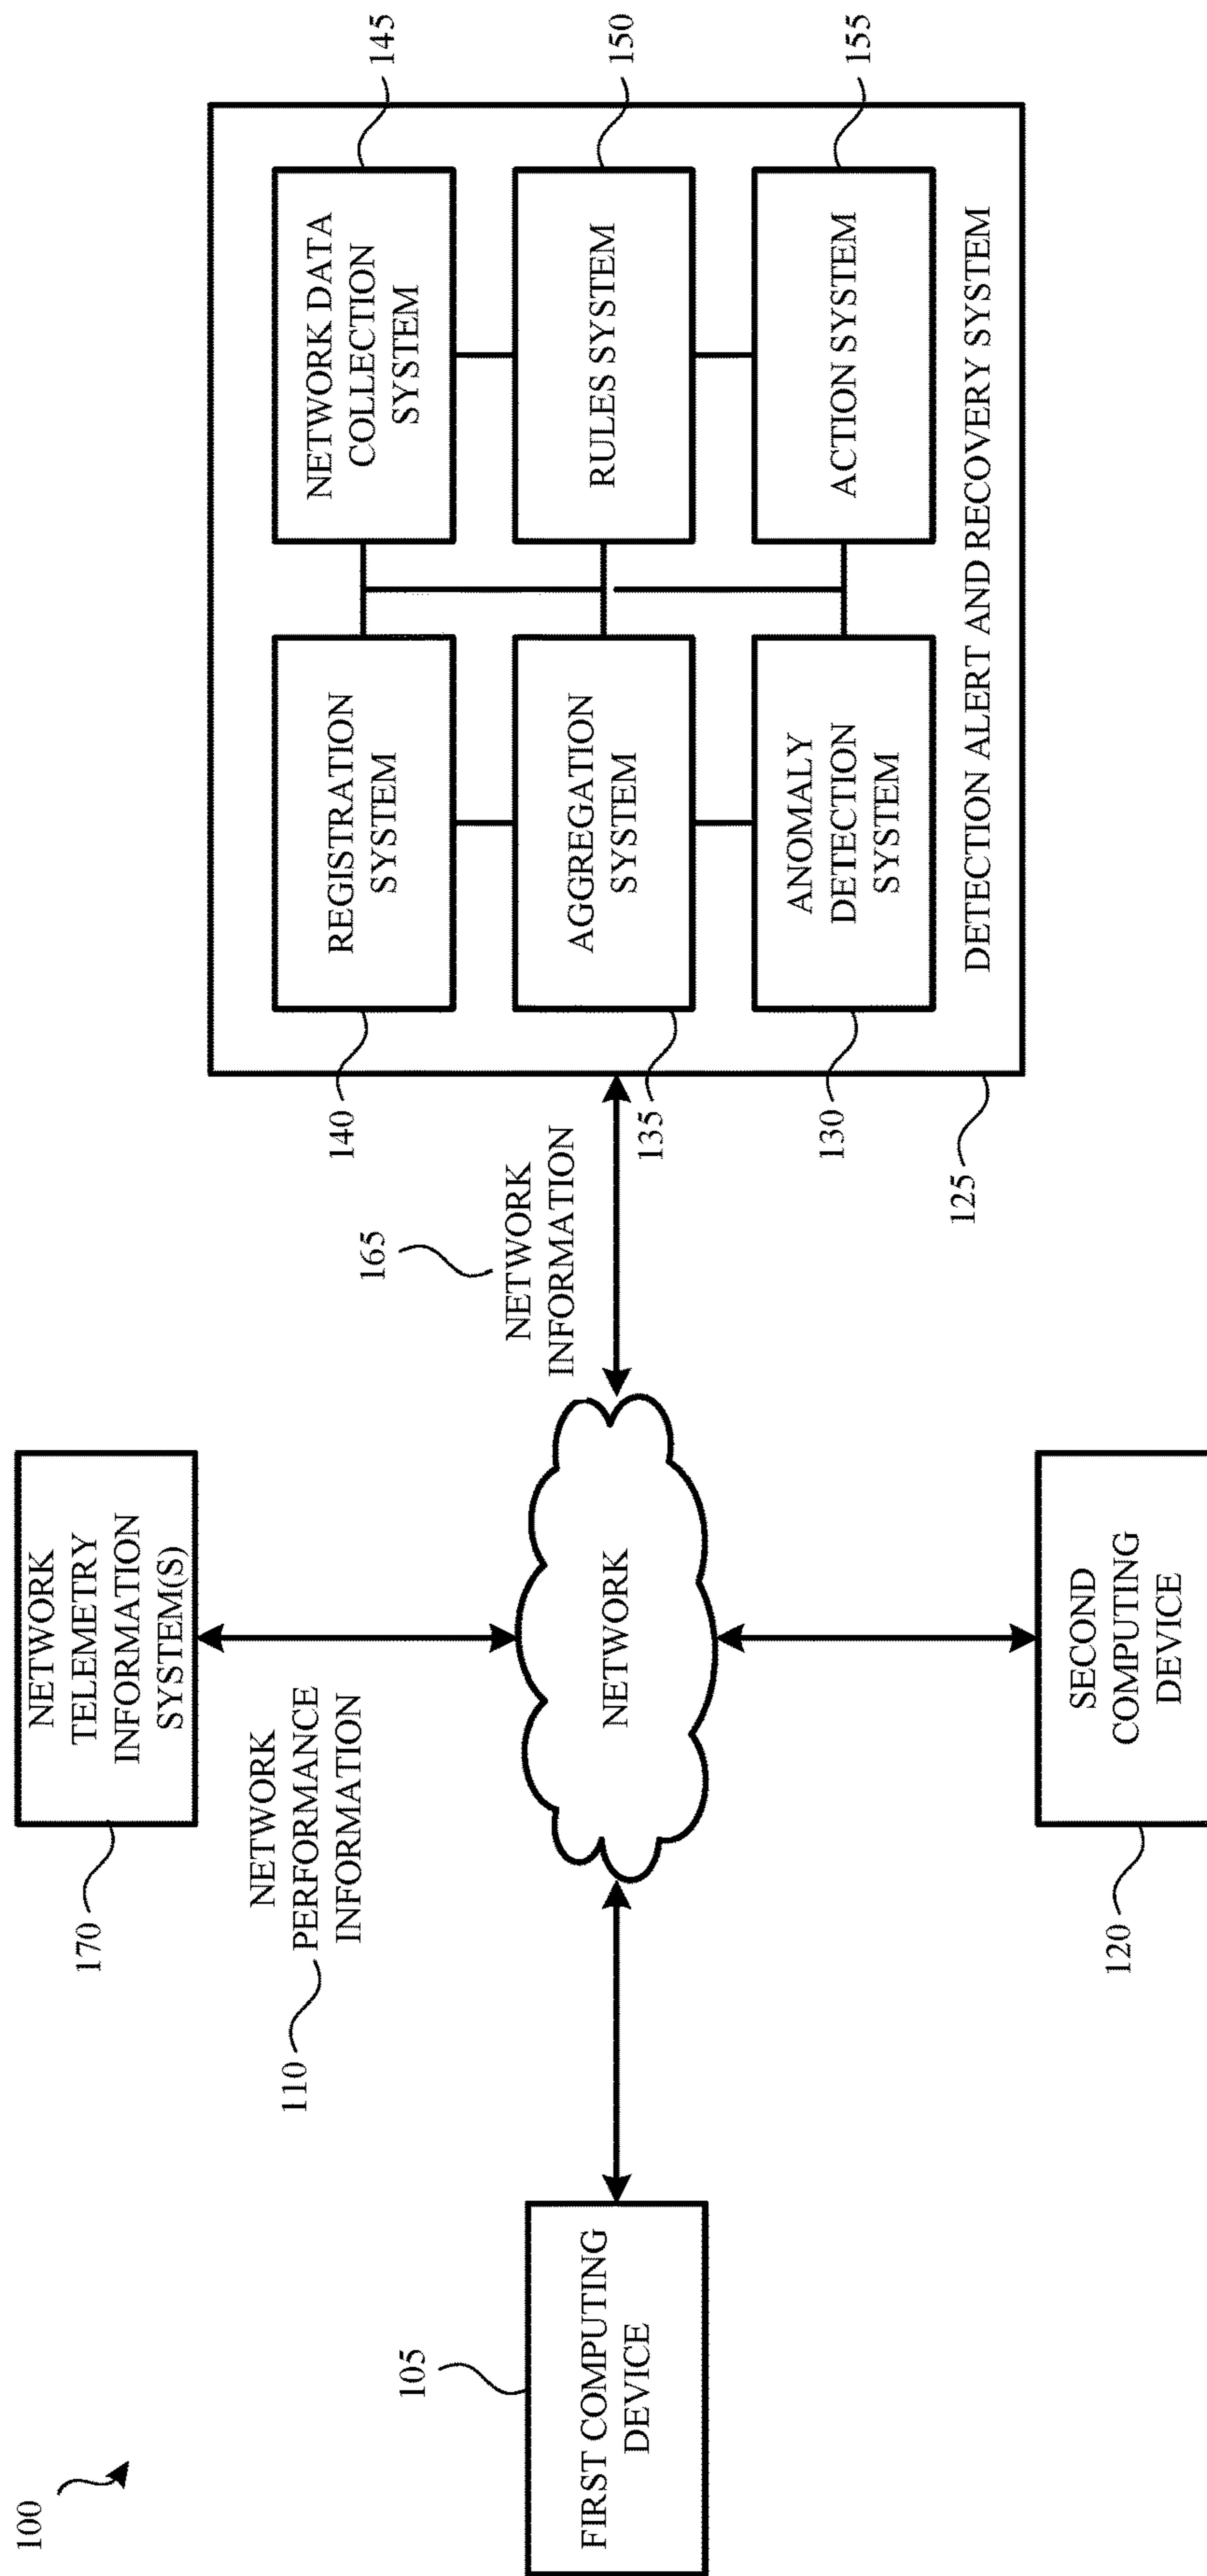 100
NETWORK
TELEMETRY
INFORMATION
SYSTEM(S)
170
NETWORK
PERFORMANCE
INFORMATION
110
105
FIRST COMPUTING
DEVICE
NETWORK
165
NETWORK
INFORMATION
SECOND
COMPUTING
DEVICE
120
140
REGISTRATION
SYSTEM
NETWORK DATA
COLLECTION
SYSTEM
145
135
AGGREGATION
SYSTEM
RULES SYSTEM
150
130
ANOMALY
DETECTION
SYSTEM
ACTION SYSTEM
155
DETECTION ALERT AND RECOVERY SYSTEM
125